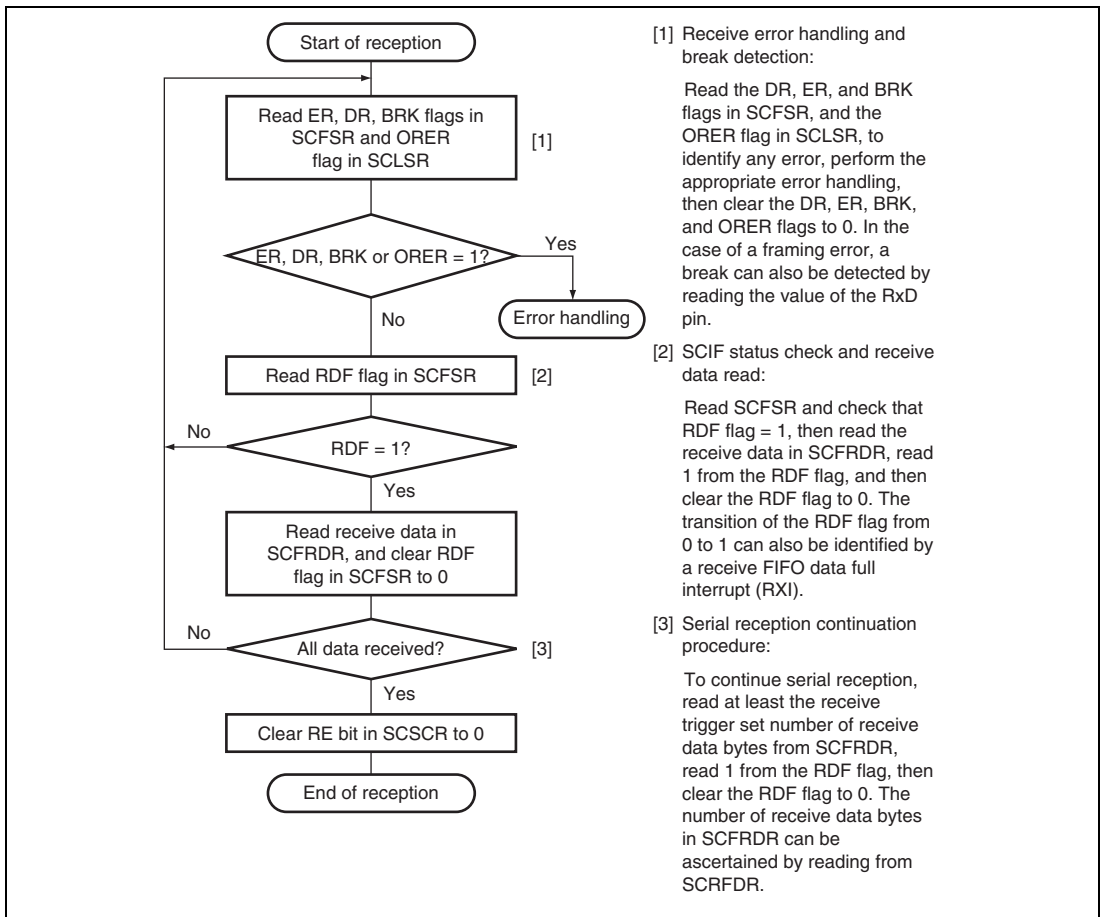 Start of reception
Read ER, DR, BRK flags in
SCFSR and ORER
flag in SCLSR
[1]
ER, DR, BRK or ORER = 1?
Yes
Error handling
No
Read RDF flag in SCFSR
[2]
No
RDF = 1?
Yes
Read receive data in
SCFRDR, and clear RDF
flag in SCFSR to 0
No
All data received?
[3]
Yes
Clear RE bit in SCSCR to 0
End of reception
[1] Receive error handling and
break detection:
Read the DR, ER, and BRK
flags in SCFSR, and the
ORER flag in SCLSR, to
identify any error, perform the
appropriate error handling,
then clear the DR, ER, BRK,
and ORER flags to 0. In the
case of a framing error, a
break can also be detected by
reading the value of the RxD
pin.
[2] SCIF status check and receive
data read:
Read SCFSR and check that
RDF flag = 1, then read the
receive data in SCFRDR, read
1 from the RDF flag, and then
clear the RDF flag to 0. The
transition of the RDF flag from
0 to 1 can also be identified by
a receive FIFO data full
interrupt (RXI).
[3] Serial reception continuation
procedure:
To continue serial reception,
read at least the receive
trigger set number of receive
data bytes from SCFRDR,
read 1 from the RDF flag, then
clear the RDF flag to 0. The
number of receive data bytes
in SCFRDR can be
ascertained by reading from
SCRFDR.